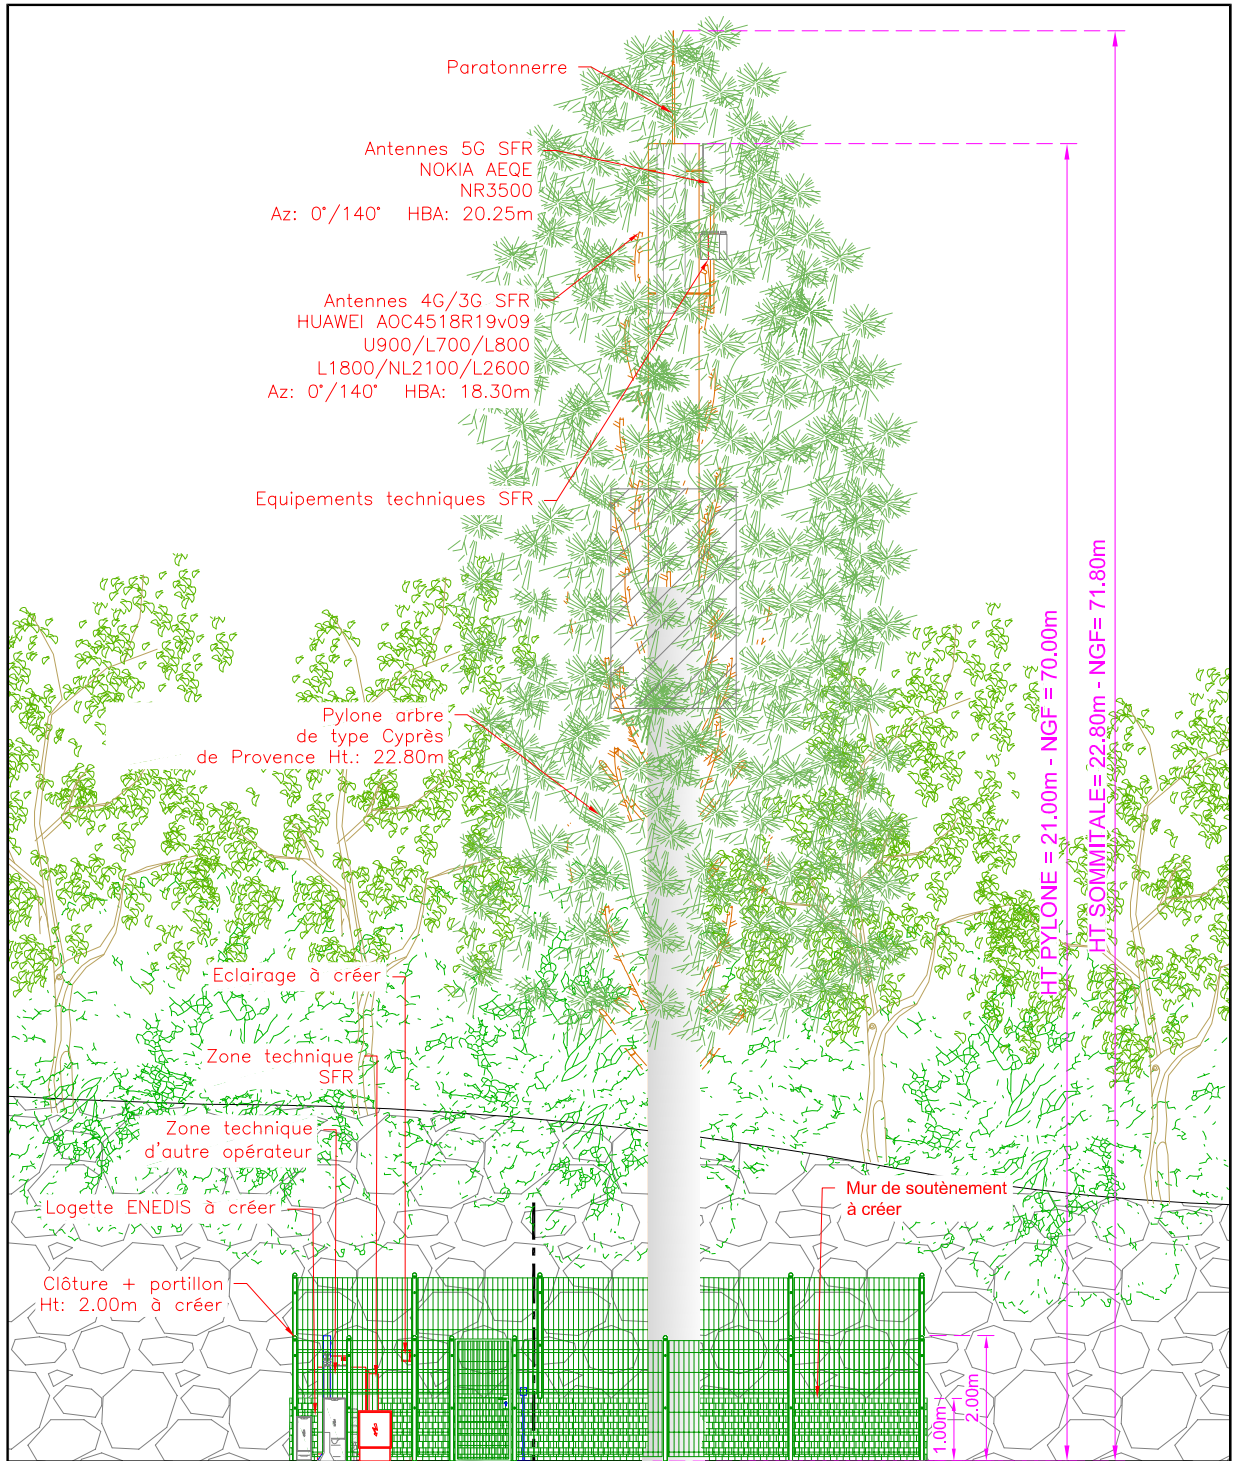 Paratonnerre
Antennes 5G SFR
NOKIA AEQE
NR3500
Az: 0°/140° HBA: 20.25m
Antennes 4G/3G SFR
HUAWEI AOC4518R19v09
U900/L700/L800
L1800/NL2100/L2600
Az: 0°/140° HBA: 18.30m
Equipements techniques SFR
Pylone arbre
de type Cyprès
de Provence Ht.: 22.80m
HT PYLONE = 21.00m - NGF = 70.00m
HT SOMMITALE= 22.80m - NGF= 71.80m
Eclairage à créer
Zone technique
SFR
Zone technique
d'autre opérateur
Logette ENEDIS à créer
Mur de soutènement
à créer
Clôture + portillon
Ht: 2.00m à créer
1.00m
2.00m